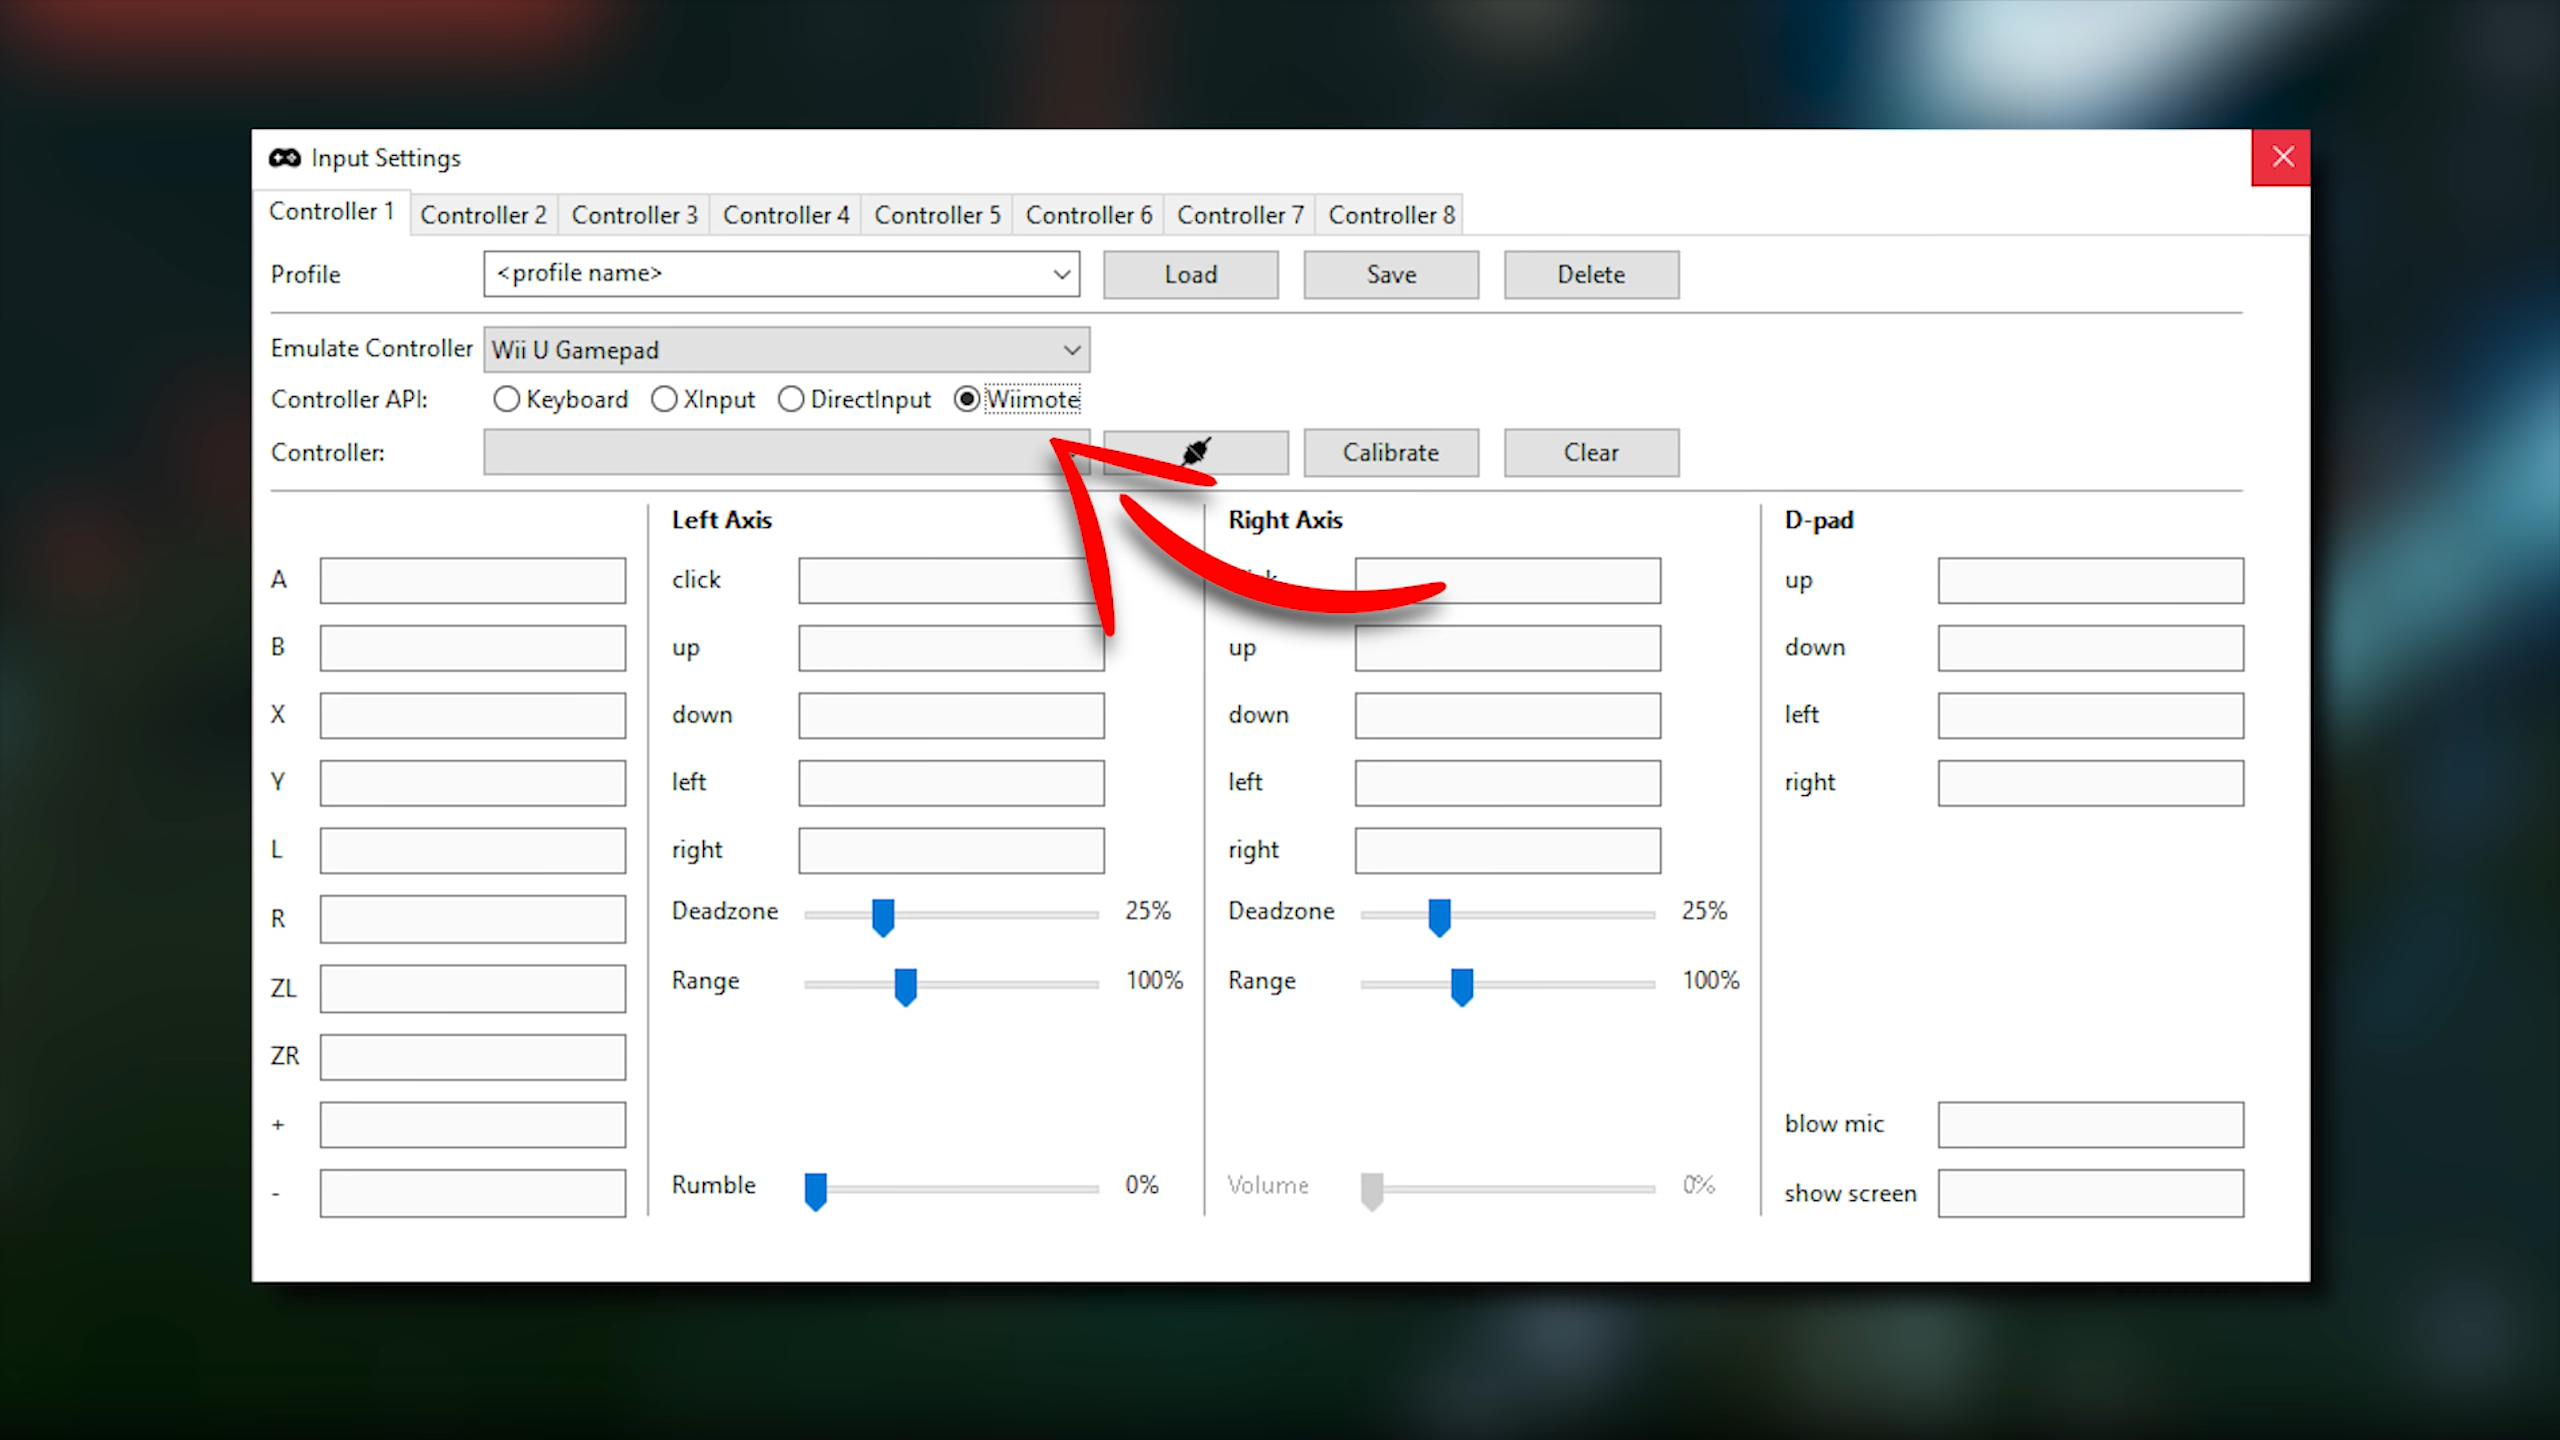 Input Settings
Controller 1 Controller 2 Controller 3 Controller 4 Controller 5 Controller 6 Controller 7 Controller 8
Profile <profile name> Load Save Delete
Emulate Controller Wii U Gamepad
Controller API: Keyboard XInput DirectInput Wiimote
Controller: Calibrate Clear
Left Axis Right Axis D-pad
A click up
B up up down
X down down left
Y left left right
L right right
R Deadzone 25% Deadzone 25%
ZL Range 100% Range 100%
ZR
+ blow mic
- Rumble 0% Volume 0% show screen